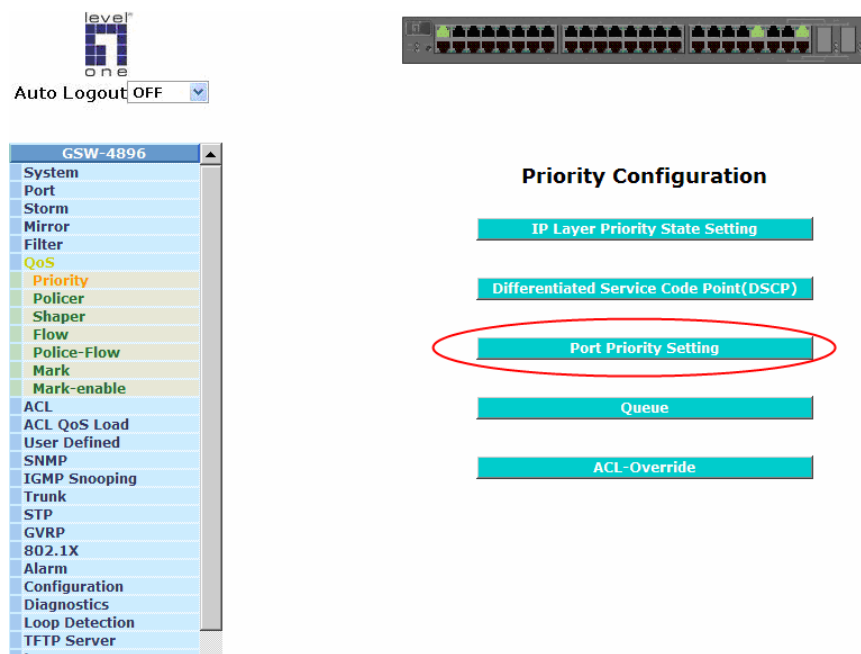 level
one
Auto Logout OFF
GSW-4896
System
Port
Storm
Mirror
Filter
QoS
Priority
Policer
Shaper
Flow
Police-Flow
Mark
Mark-enable
ACL
ACL QoS Load
User Defined
SNMP
IGMP Snooping
Trunk
STP
GVRP
802.1X
Alarm
Configuration
Diagnostics
Loop Detection
TFTP Server
Priority Configuration
IP Layer Priority State Setting
Differentiated Service Code Point(DSCP)
Port Priority Setting
Queue
ACL-Override